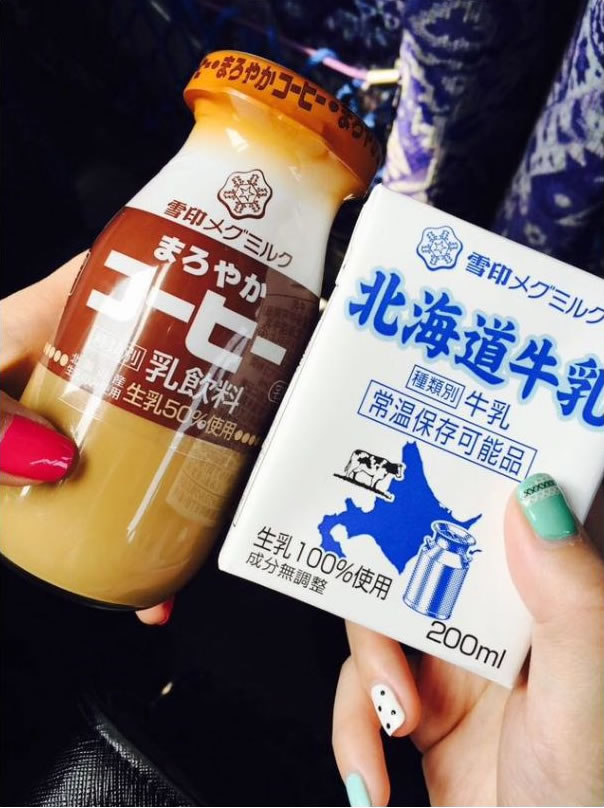 まろやかコーヒー
雪印メグミルク
まろやか
コーヒー
乳飲料
生乳50%使用
雪印メグミルク
北海道牛乳
種類別 牛乳
常温保存可能品
生乳100%使用
成分無調整
200ml